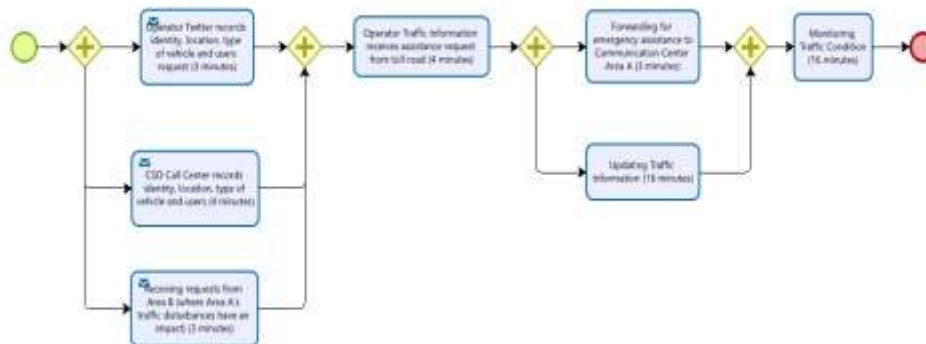 Operator Twitter records
identity, location, type
of vehicle and users
request (3 minutes)
Operator Traffic Information
receives assistance request
from toll road (4 minutes)
Forwarding for
emergency assistance to
Communication Center
Area A (3 minutes)
Monitoring
Traffic Condition
(16 minutes)
CSO Call Center records
identity, location, type of
vehicle and users (4 minutes)
Updating Traffic
Information (16 minutes)
Receiving requests from
Area B (where Area A's
traffic disturbances have an
impact) (3 minutes)